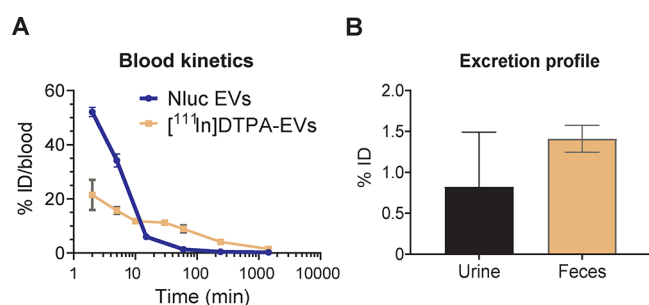 A
Blood kinetics
Nluc EVs
[¹¹¹In]DTPA-EVs
% ID/blood
60
40
20
0
1
10
100
1000
10000
Time (min)
B
Excretion profile
% ID
2.0
1.5
1.0
0.5
0
Urine
Feces